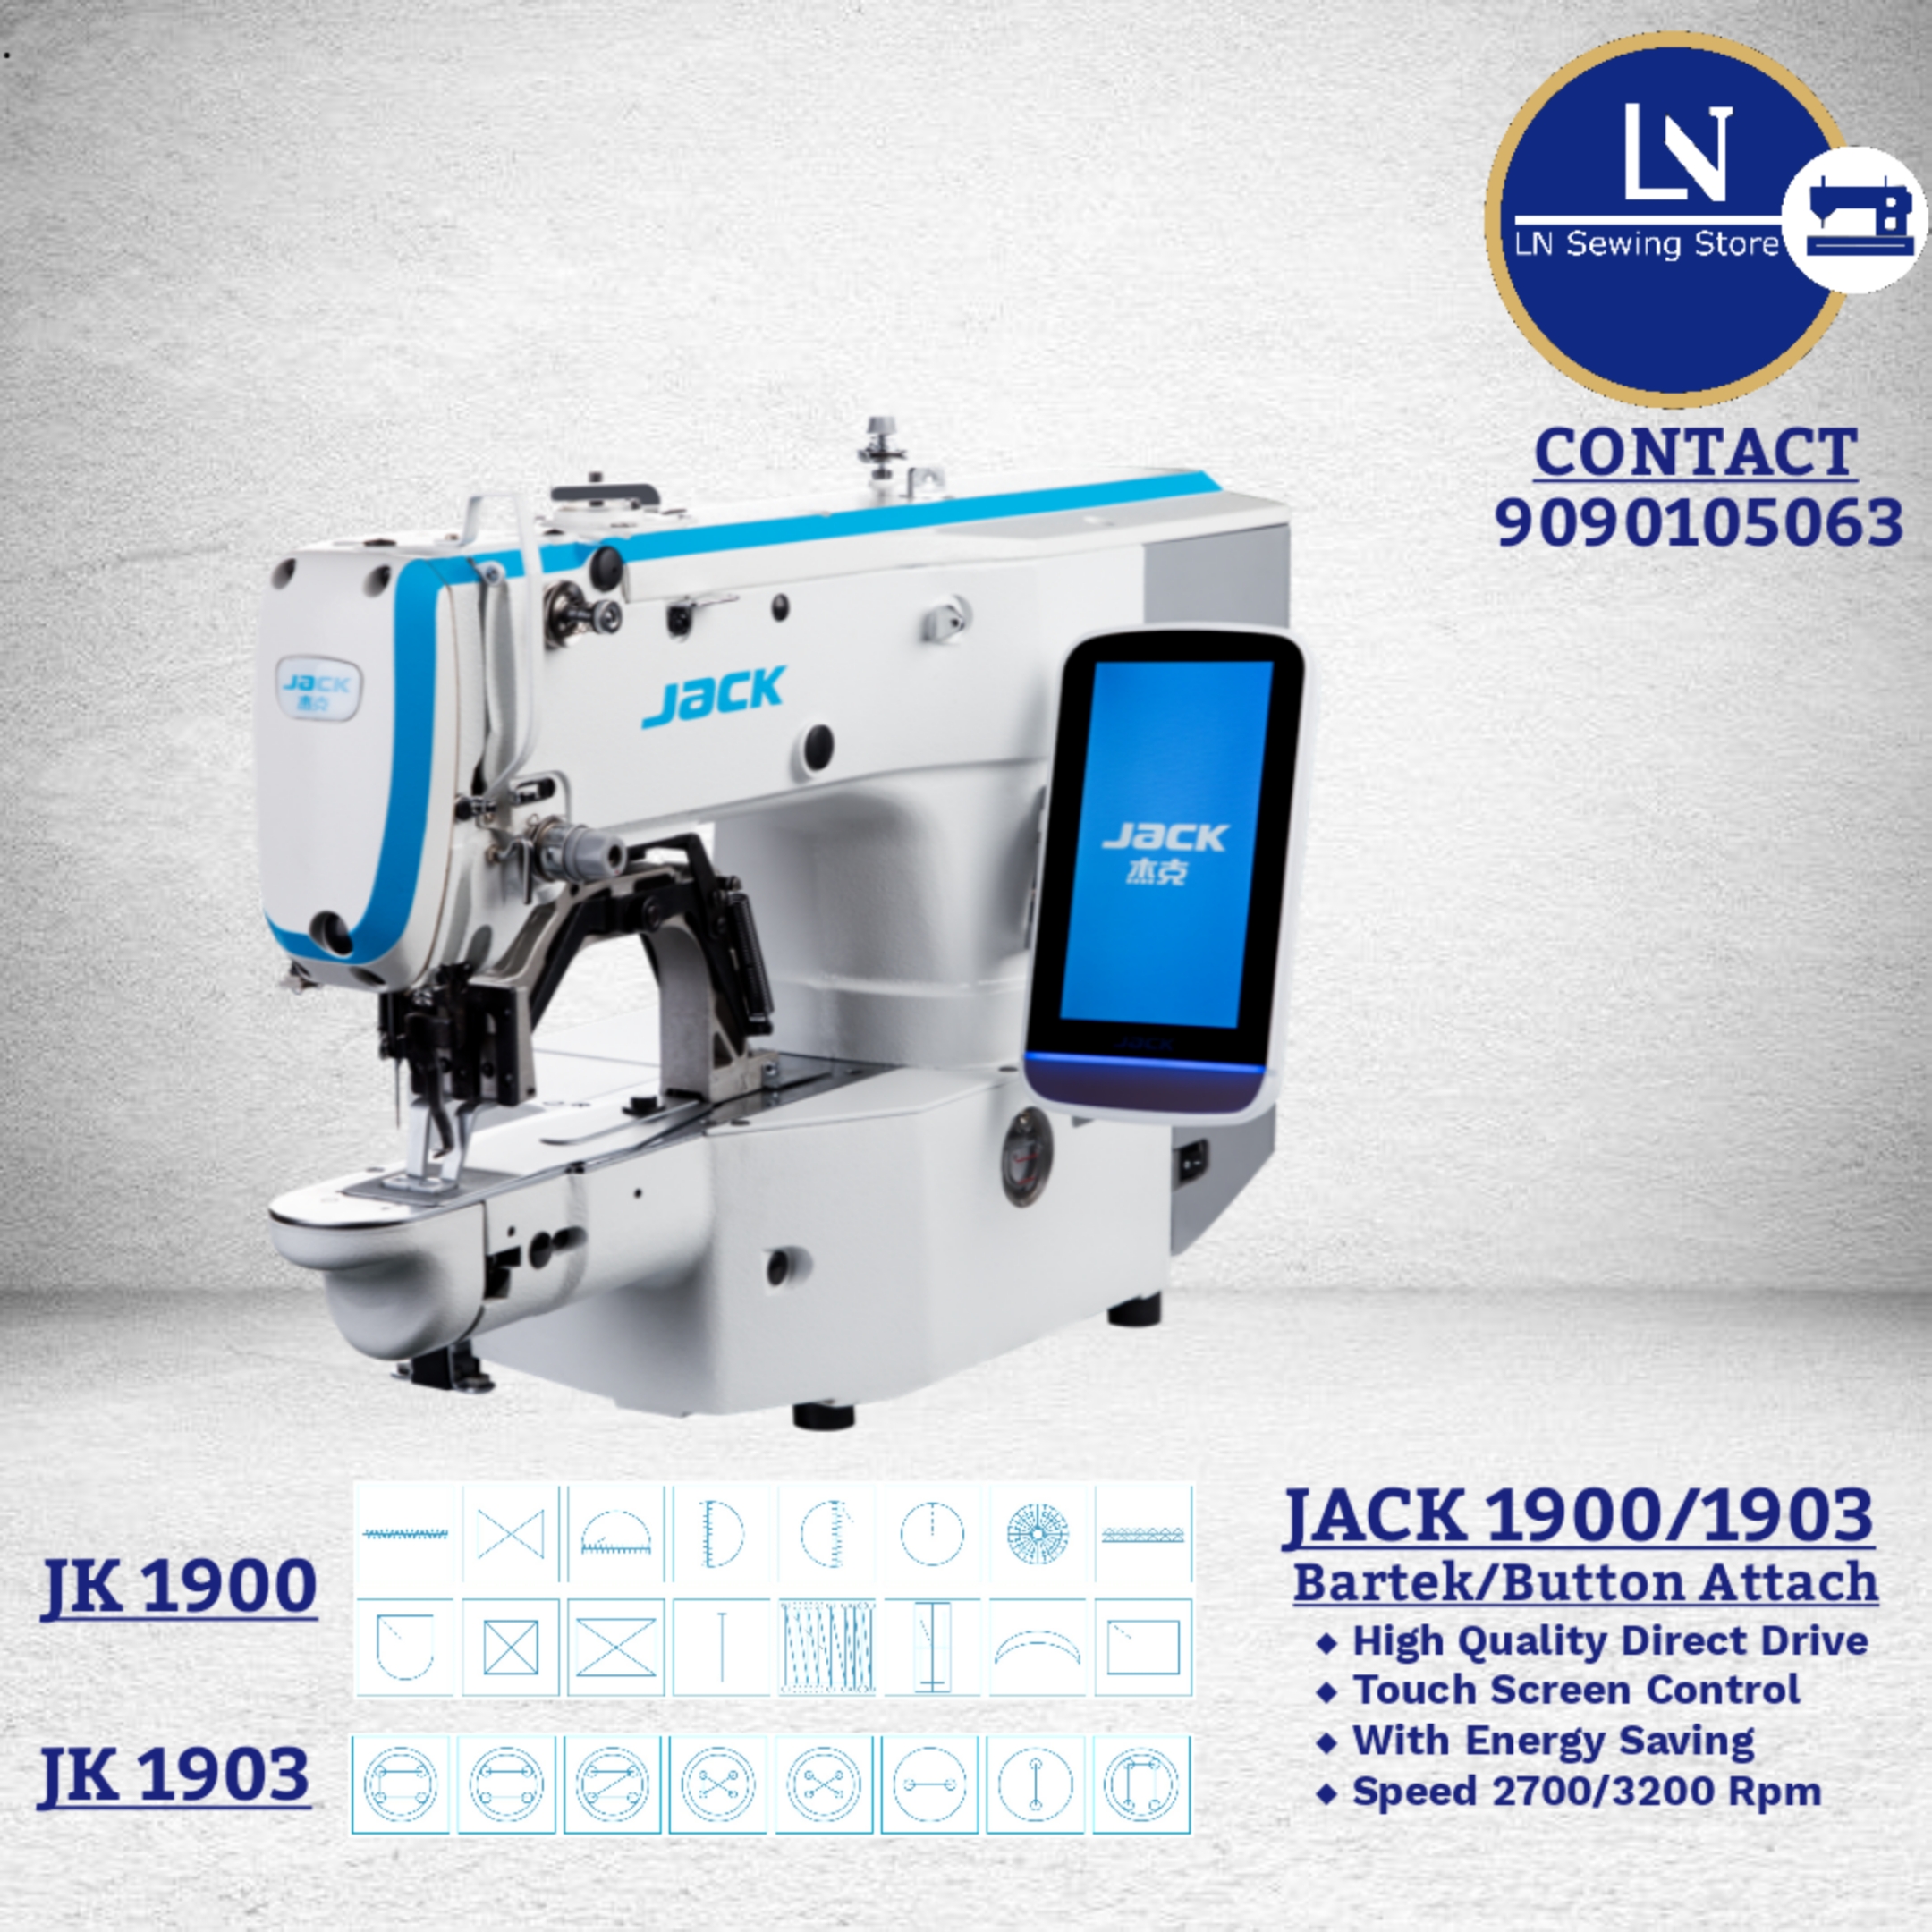 LN
LN Sewing Store
CONTACT
9090105063
JACK
杰克
JACK
JACK
杰克
JACK
JK 1900
JK 1903
JACK 1900/1903
Bartek/Button Attach
High Quality Direct Drive
Touch Screen Control
With Energy Saving
Speed 2700/3200 Rpm